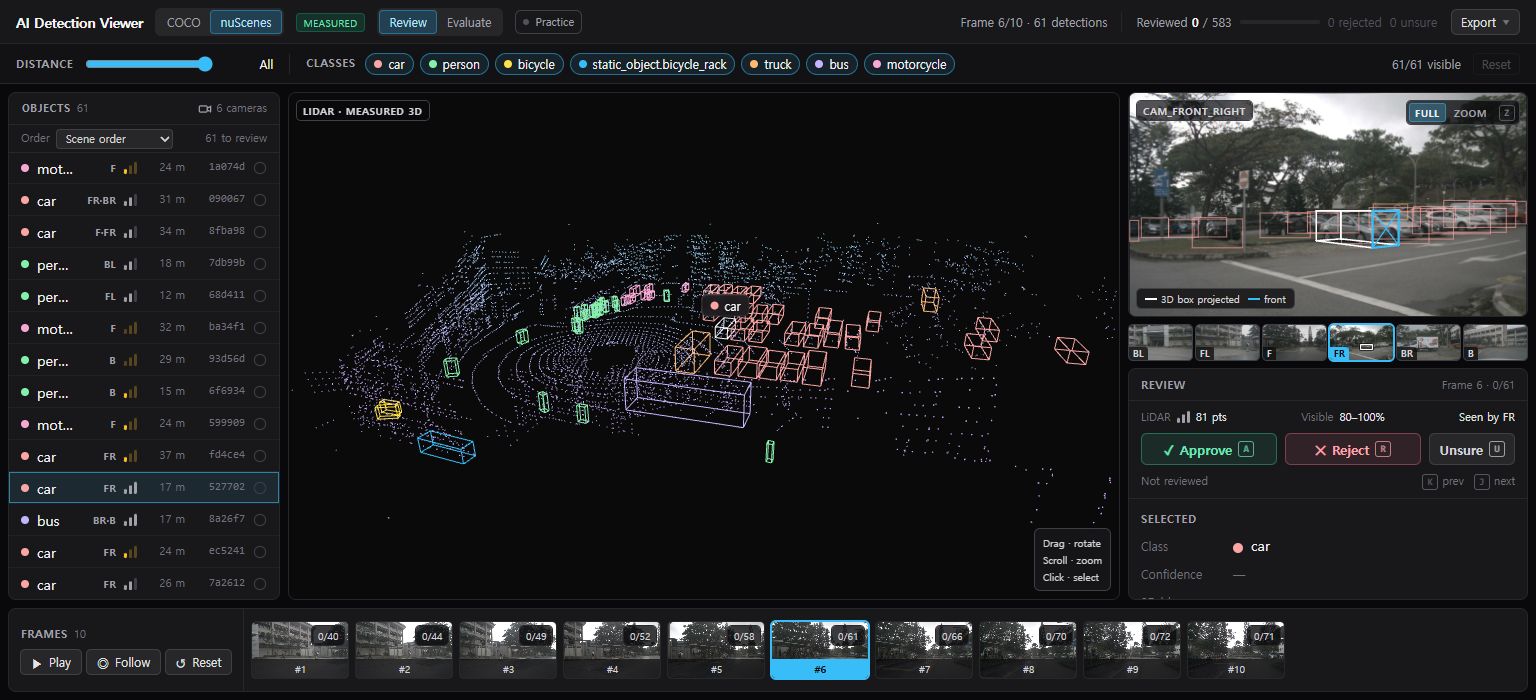 AI Detection Viewer COCO nuScenes MEASURED Review Evaluate Practice Frame 6/10 · 61 detections Reviewed 0 / 583 0 rejected 0 unsure Export
DISTANCE All CLASSES car person bicycle static_object.bicycle_rack truck bus motorcycle 61/61 visible Reset
OBJECTS 61 6 cameras
Order Scene order 61 to review
mot... F 24 m 1a074d
car FR·BR 31 m 090067
car F·FR 34 m 8fba98
per... BL 18 m 7db99b
per... FL 12 m 68d411
mot... F 32 m ba34f1
per... B 29 m 93d56d
per... B 15 m 6f6934
mot... F 24 m 599909
car FR 37 m fd4ce4
car FR 17 m 527702
bus BR·B 17 m 8a26f7
car FR 24 m ec5241
car FR 26 m 7a2612
LIDAR · MEASURED 3D
car
Drag · rotate
Scroll · zoom
Click · select
CAM_FRONT_RIGHT FULL ZOOM Z
3D box projected front
BL FL F FR BR B
REVIEW Frame 6 · 0/61
LiDAR 81 pts Visible 80–100% Seen by FR
Approve A Reject R Unsure U
Not reviewed K prev J next
SELECTED
Class car
Confidence —
FRAMES 10
Play Follow Reset
0/40 0/44 0/49 0/52 0/58 0/61 0/66 0/70 0/72 0/71
#1 #2 #3 #4 #5 #6 #7 #8 #9 #10